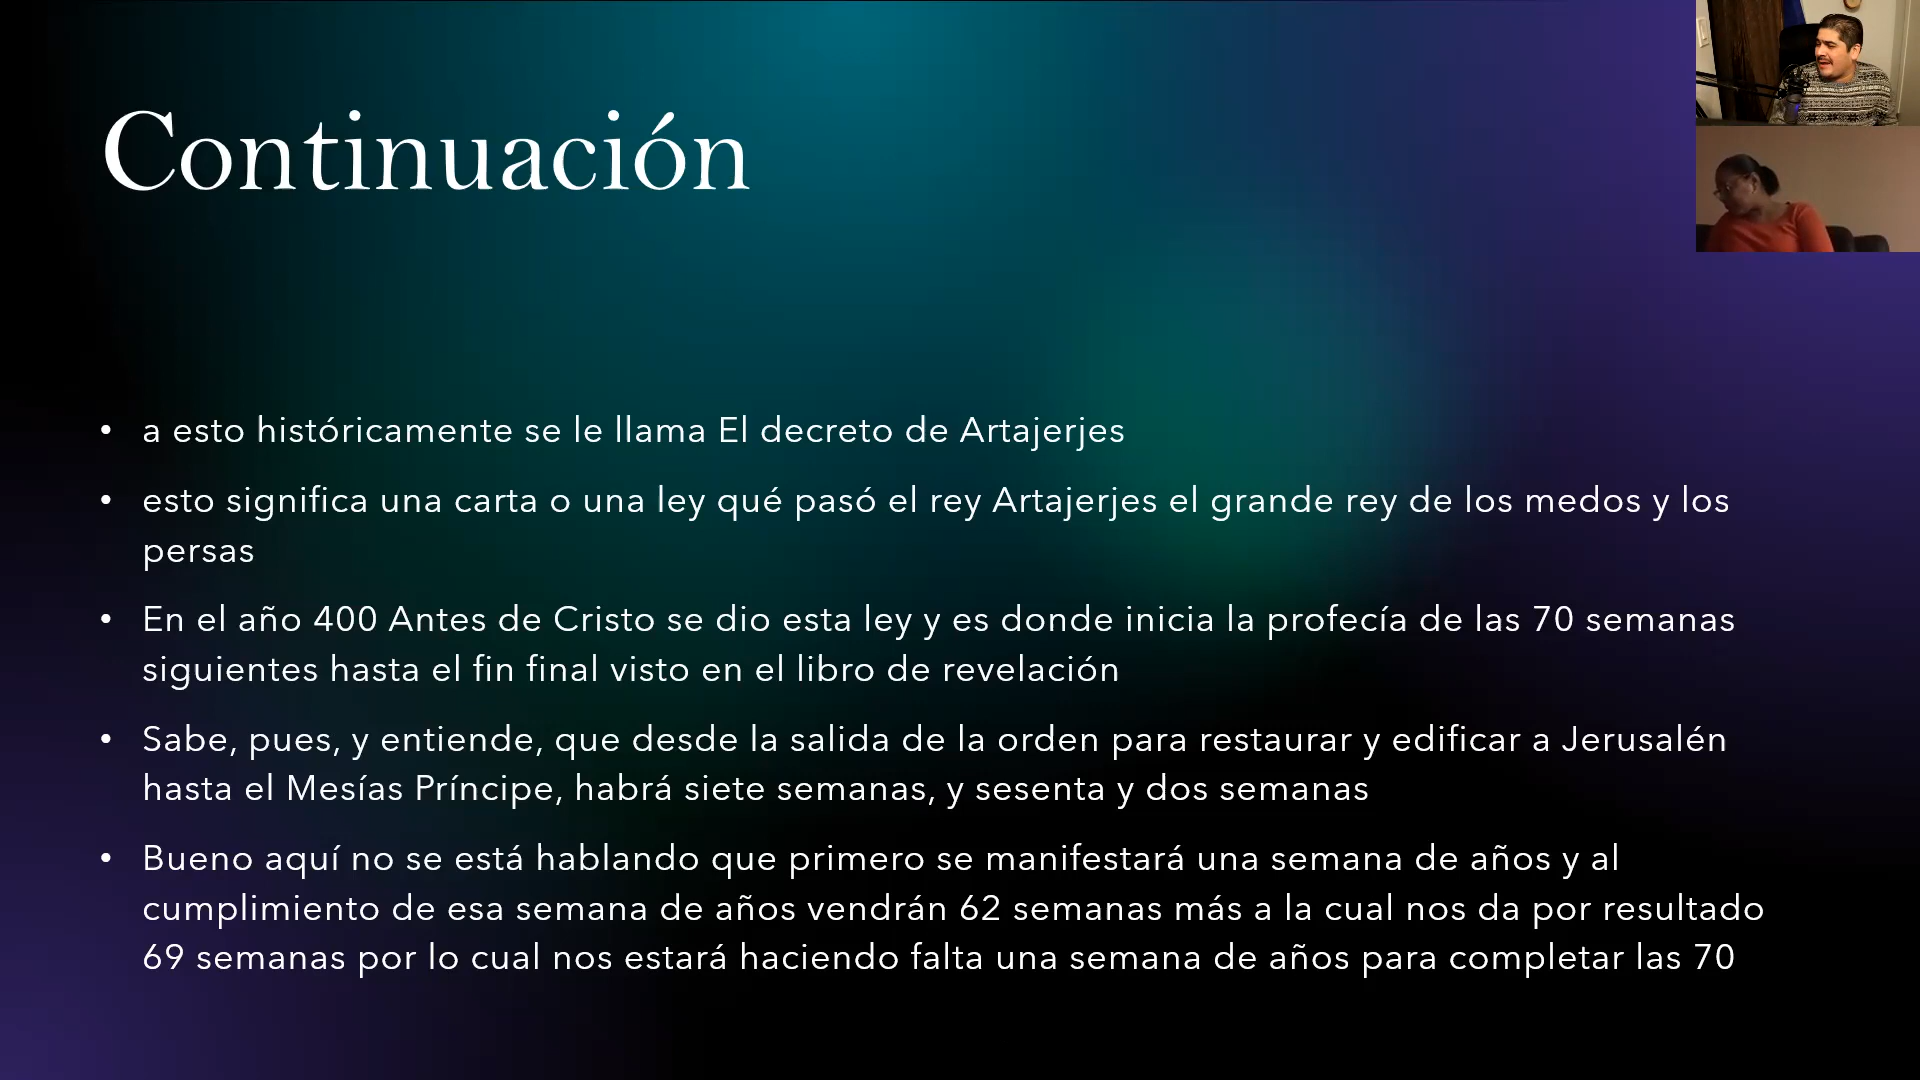 Continuación
• a esto históricamente se le llama El decreto de Artajerjes
• esto significa una carta o una ley qué pasó el rey Artajerjes el grande rey de los medos y los
persas
• En el año 400 Antes de Cristo se dio esta ley y es donde inicia la profecía de las 70 semanas
siguientes hasta el fin final visto en el libro de revelación
• Sabe, pues, y entiende, que desde la salida de la orden para restaurar y edificar a Jerusalén
hasta el Mesías Príncipe, habrá siete semanas, y sesenta y dos semanas
• Bueno aquí no se está hablando que primero se manifestará una semana de años y al
cumplimiento de esa semana de años vendrán 62 semanas más a la cual nos da por resultado
69 semanas por lo cual nos estará haciendo falta una semana de años para completar las 70